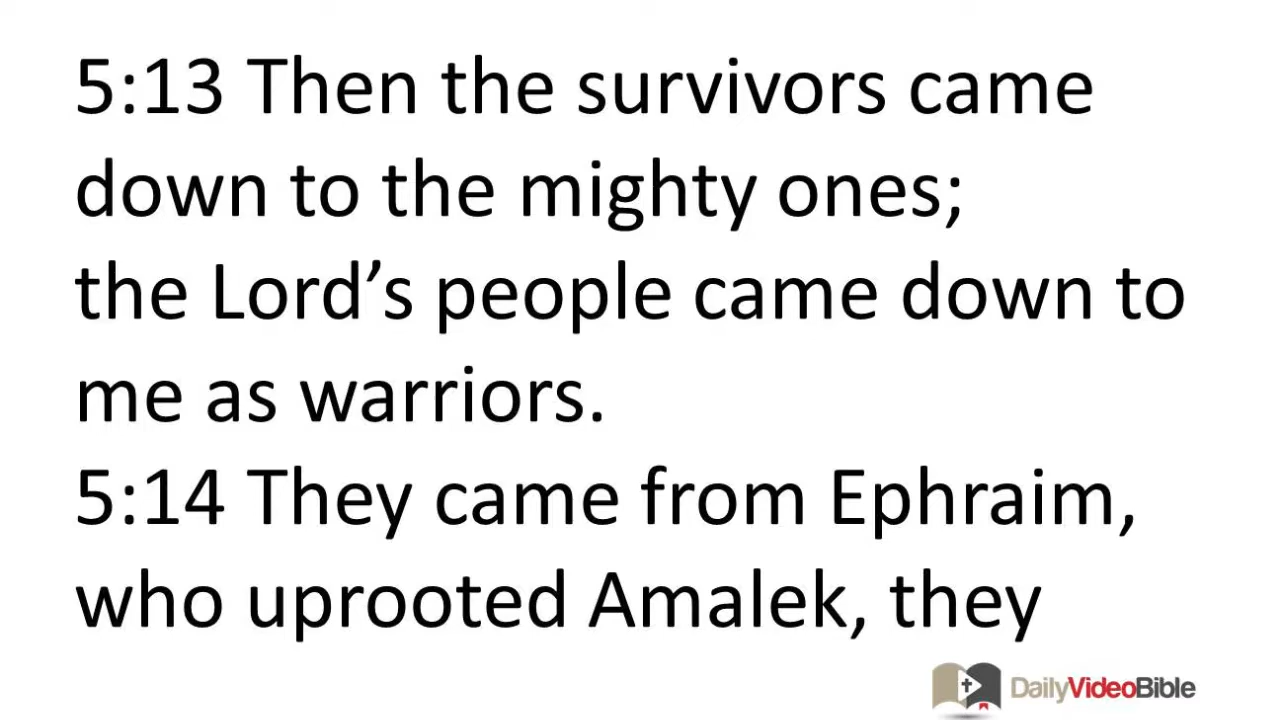 5:13 Then the survivors came
down to the mighty ones;
the Lord’s people came down to
me as warriors.
5:14 They came from Ephraim,
who uprooted Amalek, they
DailyVideoBible